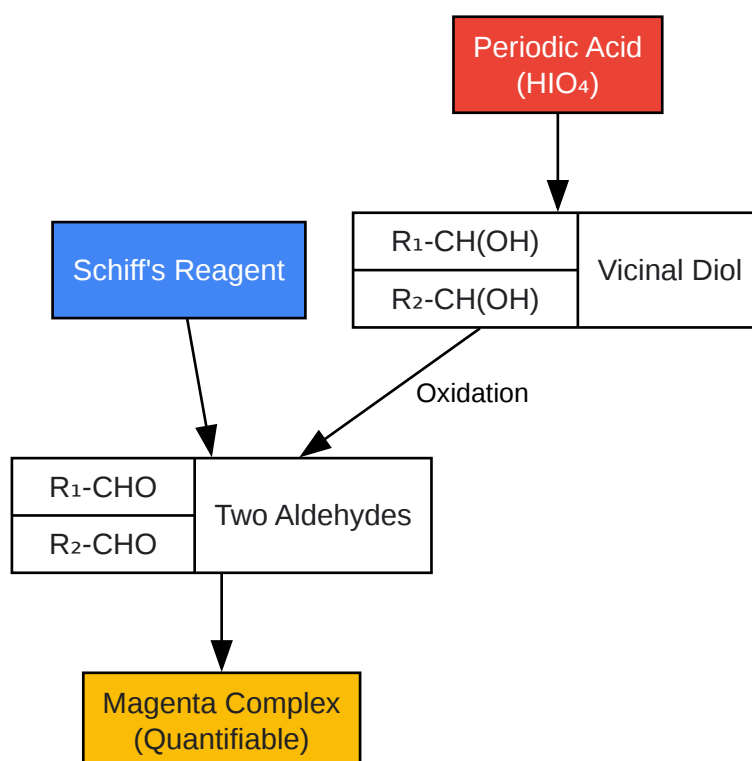 Periodic Acid
(HIO₄)
R₁-CH(OH)
R₂-CH(OH)
Vicinal Diol
Schiff's Reagent
Oxidation
R₁-CHO
R₂-CHO
Two Aldehydes
Magenta Complex
(Quantifiable)